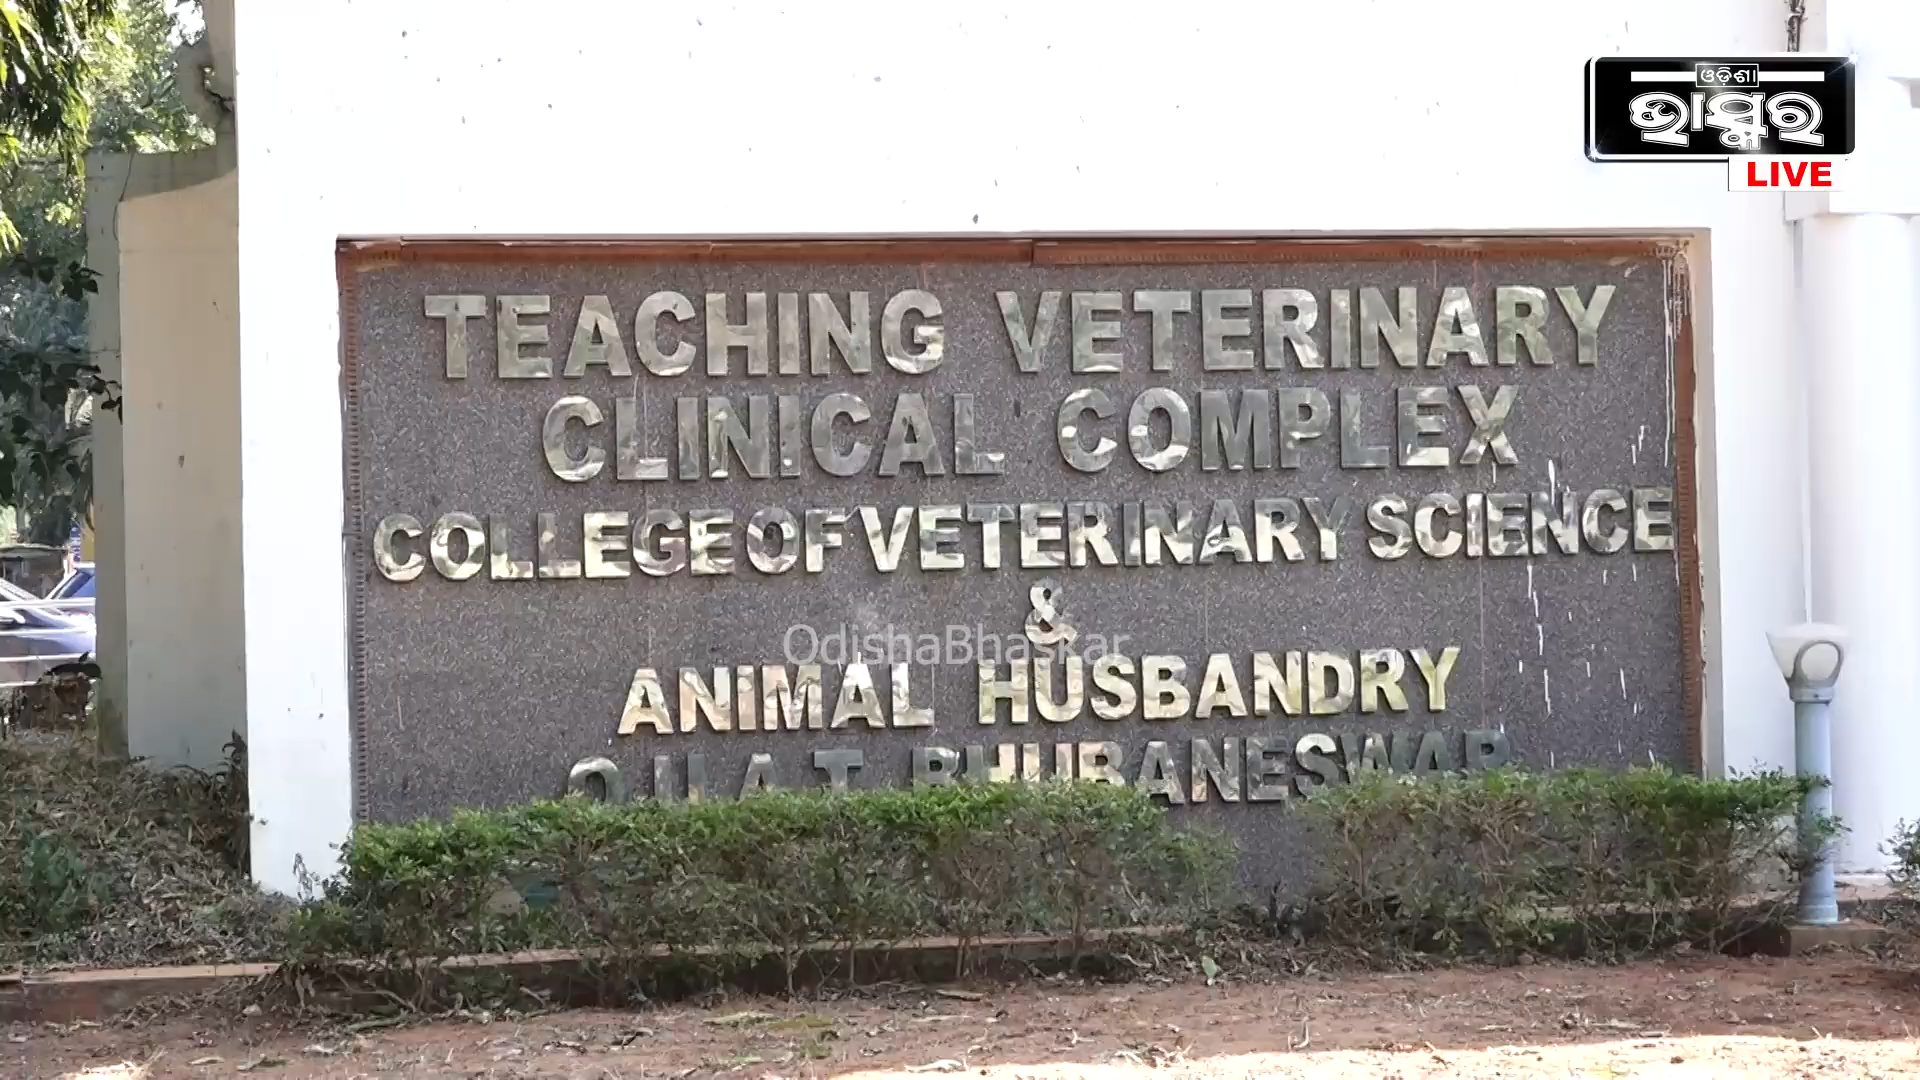 ଓଡ଼ିଶା
ଭାସ୍କର
LIVE
TEACHING VETERINARY
CLINICAL COMPLEX
COLLEGE OF VETERINARY SCIENCE
&
OdishaBhaskar
ANIMAL HUSBANDRY
O.U.A.T. BHUBANESWAR